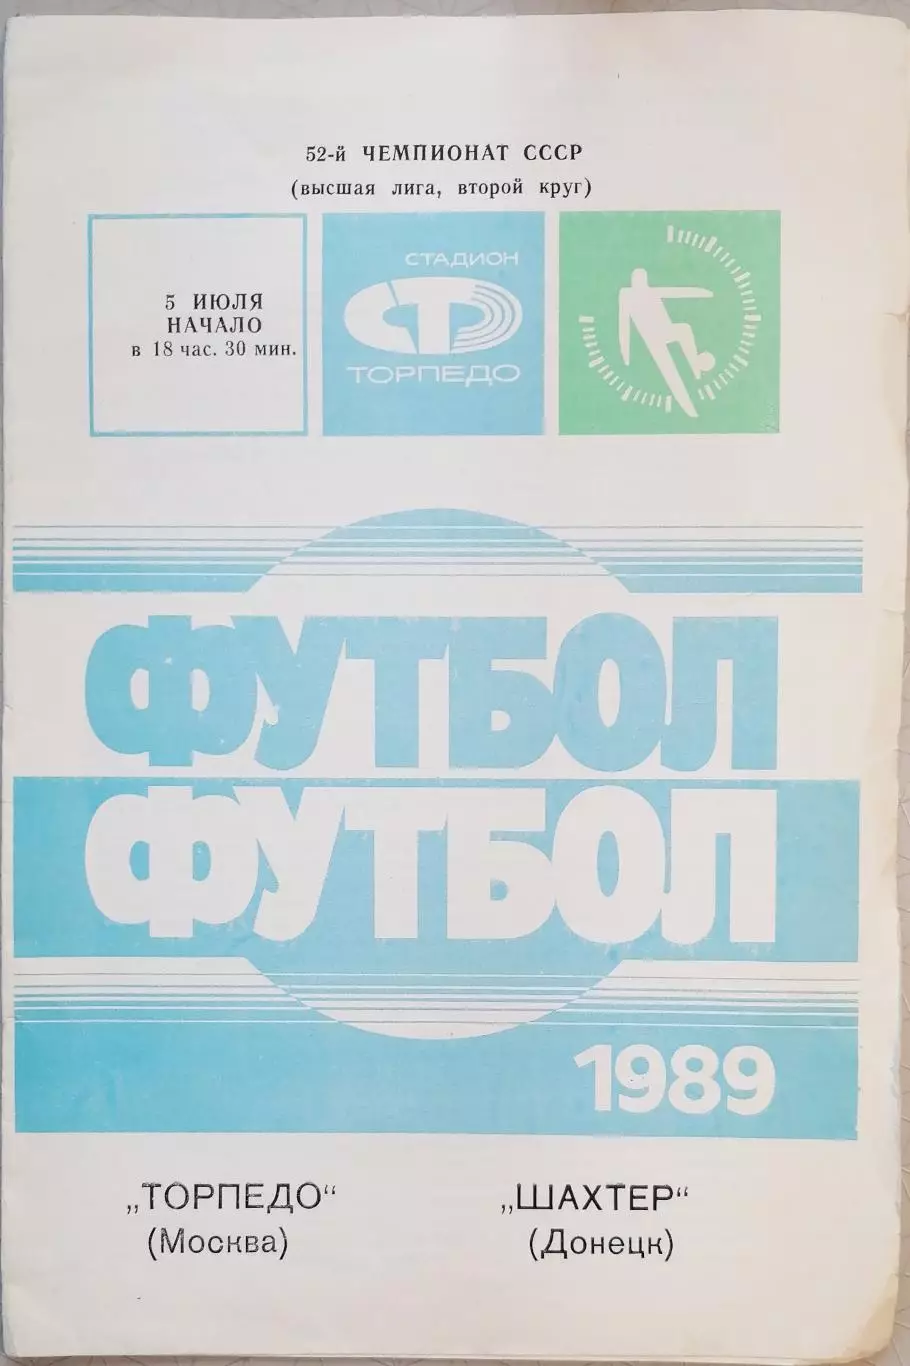 52-й ЧЕМПИОНАТ СССР
(высшая лига, второй круг)
5 ИЮЛЯ
НАЧАЛО
в 18 час. 30 мин.
СТАДИОН
ТОРПЕДО
ФУТБОЛ
ФУТБОЛ
1989
„ТОРПЕДО“
(Москва)
„ШАХТЕР“
(Донецк)